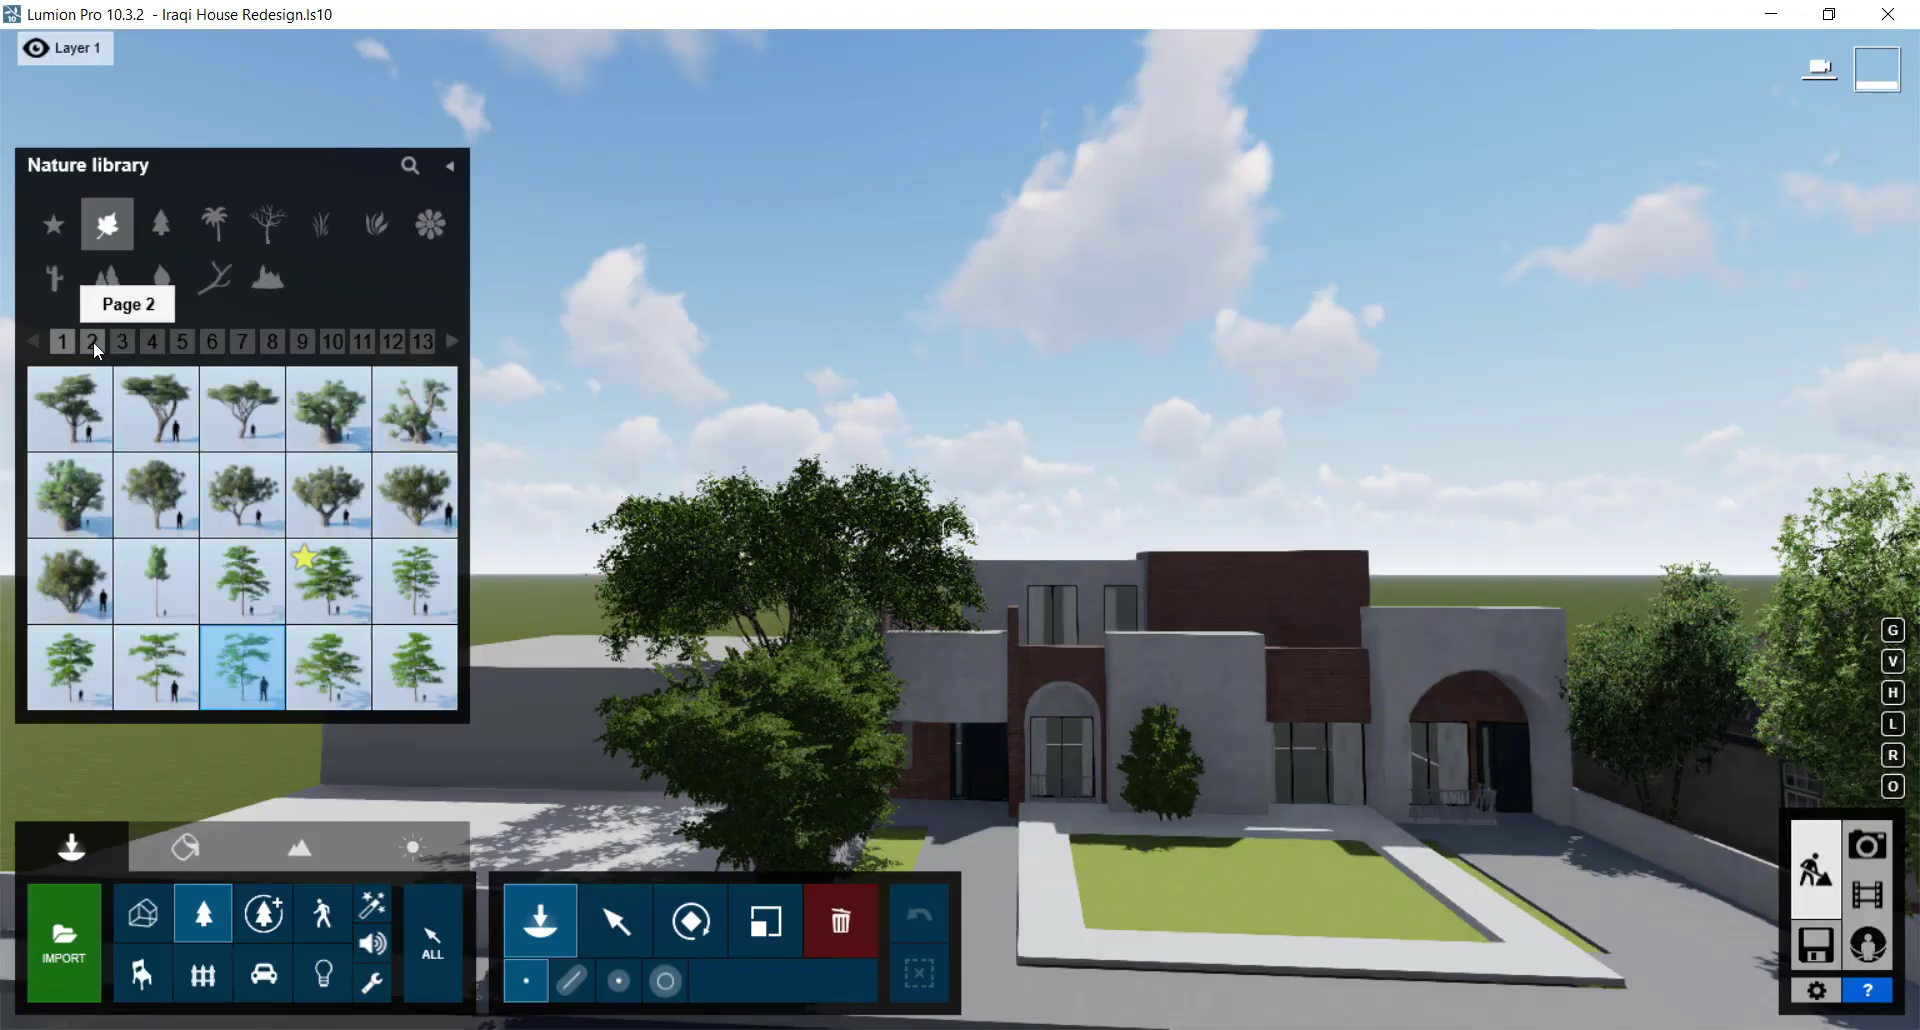 Lumion Pro 10.3.2 - Iraqi House Redesign.ls10
Layer 1
Nature library
Page 2
1 2 3 4 5 6 7 8 9 10 11 12 13
G
V
H
L
R
O
IMPORT
ALL
?